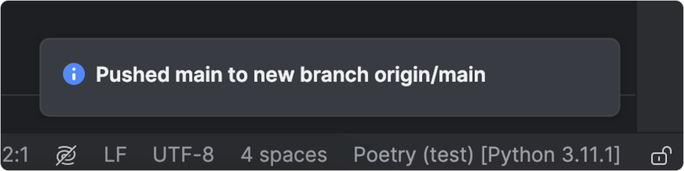 Pushed main to new branch origin/main
2:1 LF UTF-8 4 spaces Poetry (test) [Python 3.11.1]